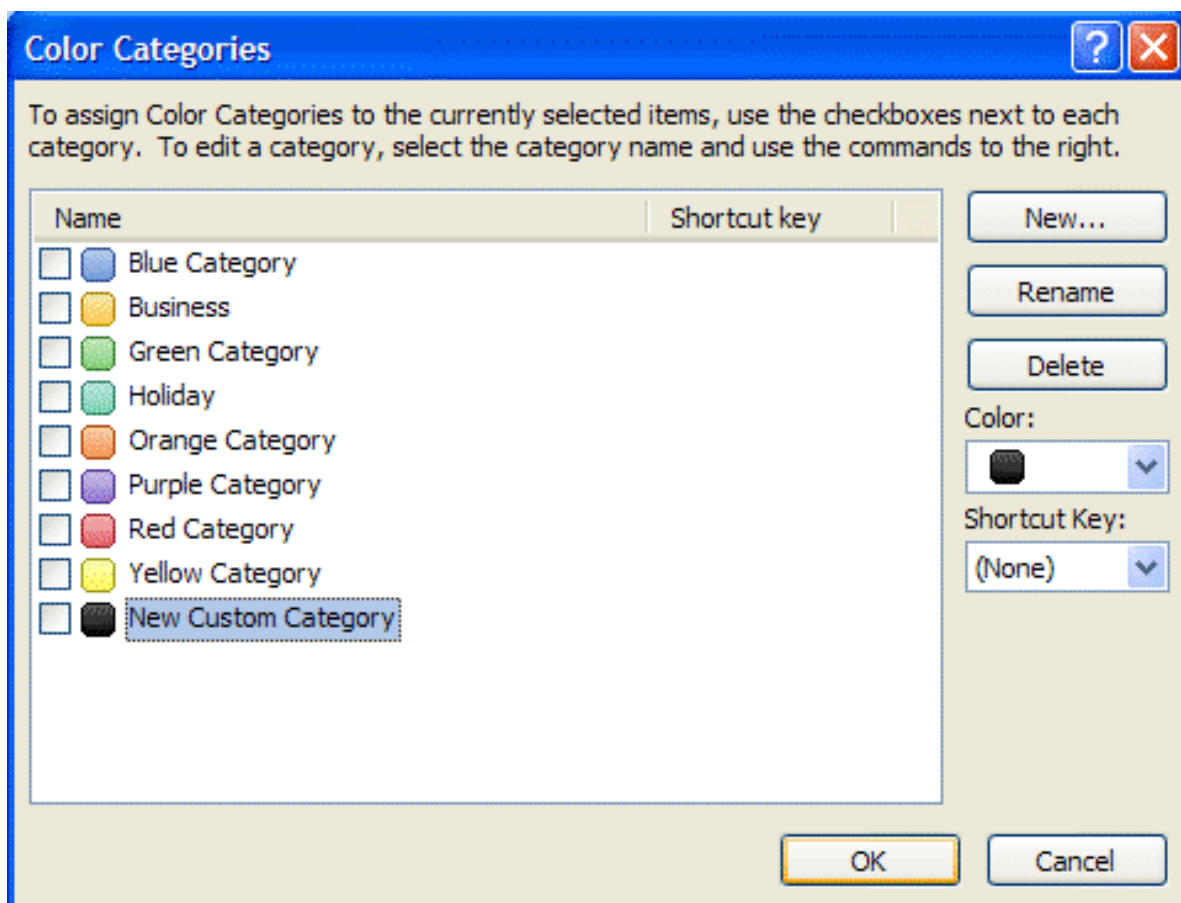 Color Categories
To assign Color Categories to the currently selected items, use the checkboxes next to each
category. To edit a category, select the category name and use the commands to the right.
Name Shortcut key
Blue Category
Business
Green Category
Holiday
Orange Category
Purple Category
Red Category
Yellow Category
New Custom Category
New...
Rename
Delete
Color:
Shortcut Key:
(None)
OK Cancel